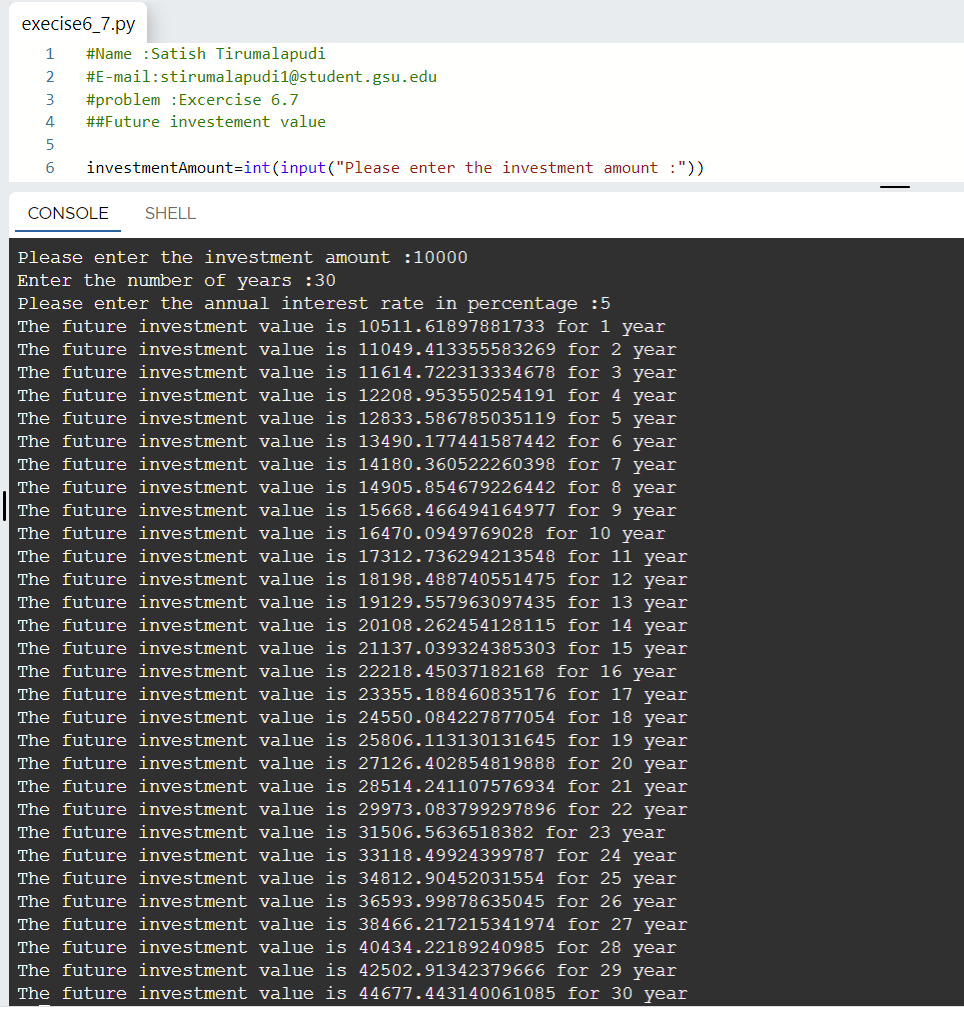 execise6_7.py
1 #Name :Satish Tirumalapudi
2 #E-mail:stirumalapudi1@student.gsu.edu
3 #problem :Excercise 6.7
4 ##Future investement value
5
6 investmentAmount=int(input("Please enter the investment amount :"))
CONSOLE SHELL
Please enter the investment amount :10000
Enter the number of years :30
Please enter the annual interest rate in percentage :5
The future investment value is 10511.61897881733 for 1 year
The future investment value is 11049.413355583269 for 2 year
The future investment value is 11614.722313334678 for 3 year
The future investment value is 12208.953550254191 for 4 year
The future investment value is 12833.586785035119 for 5 year
The future investment value is 13490.177441587442 for 6 year
The future investment value is 14180.360522260398 for 7 year
The future investment value is 14905.854679226442 for 8 year
The future investment value is 15668.466494164977 for 9 year
The future investment value is 16470.0949769028 for 10 year
The future investment value is 17312.736294213548 for 11 year
The future investment value is 18198.488740551475 for 12 year
The future investment value is 19129.557963097435 for 13 year
The future investment value is 20108.262454128115 for 14 year
The future investment value is 21137.039324385303 for 15 year
The future investment value is 22218.45037182168 for 16 year
The future investment value is 23355.188460835176 for 17 year
The future investment value is 24550.084227877054 for 18 year
The future investment value is 25806.113130131645 for 19 year
The future investment value is 27126.402854819888 for 20 year
The future investment value is 28514.241107576934 for 21 year
The future investment value is 29973.083799297896 for 22 year
The future investment value is 31506.5636518382 for 23 year
The future investment value is 33118.49924399787 for 24 year
The future investment value is 34812.90452031554 for 25 year
The future investment value is 36593.99878635045 for 26 year
The future investment value is 38466.217215341974 for 27 year
The future investment value is 40434.22189240985 for 28 year
The future investment value is 42502.91342379666 for 29 year
The future investment value is 44677.443140061085 for 30 year